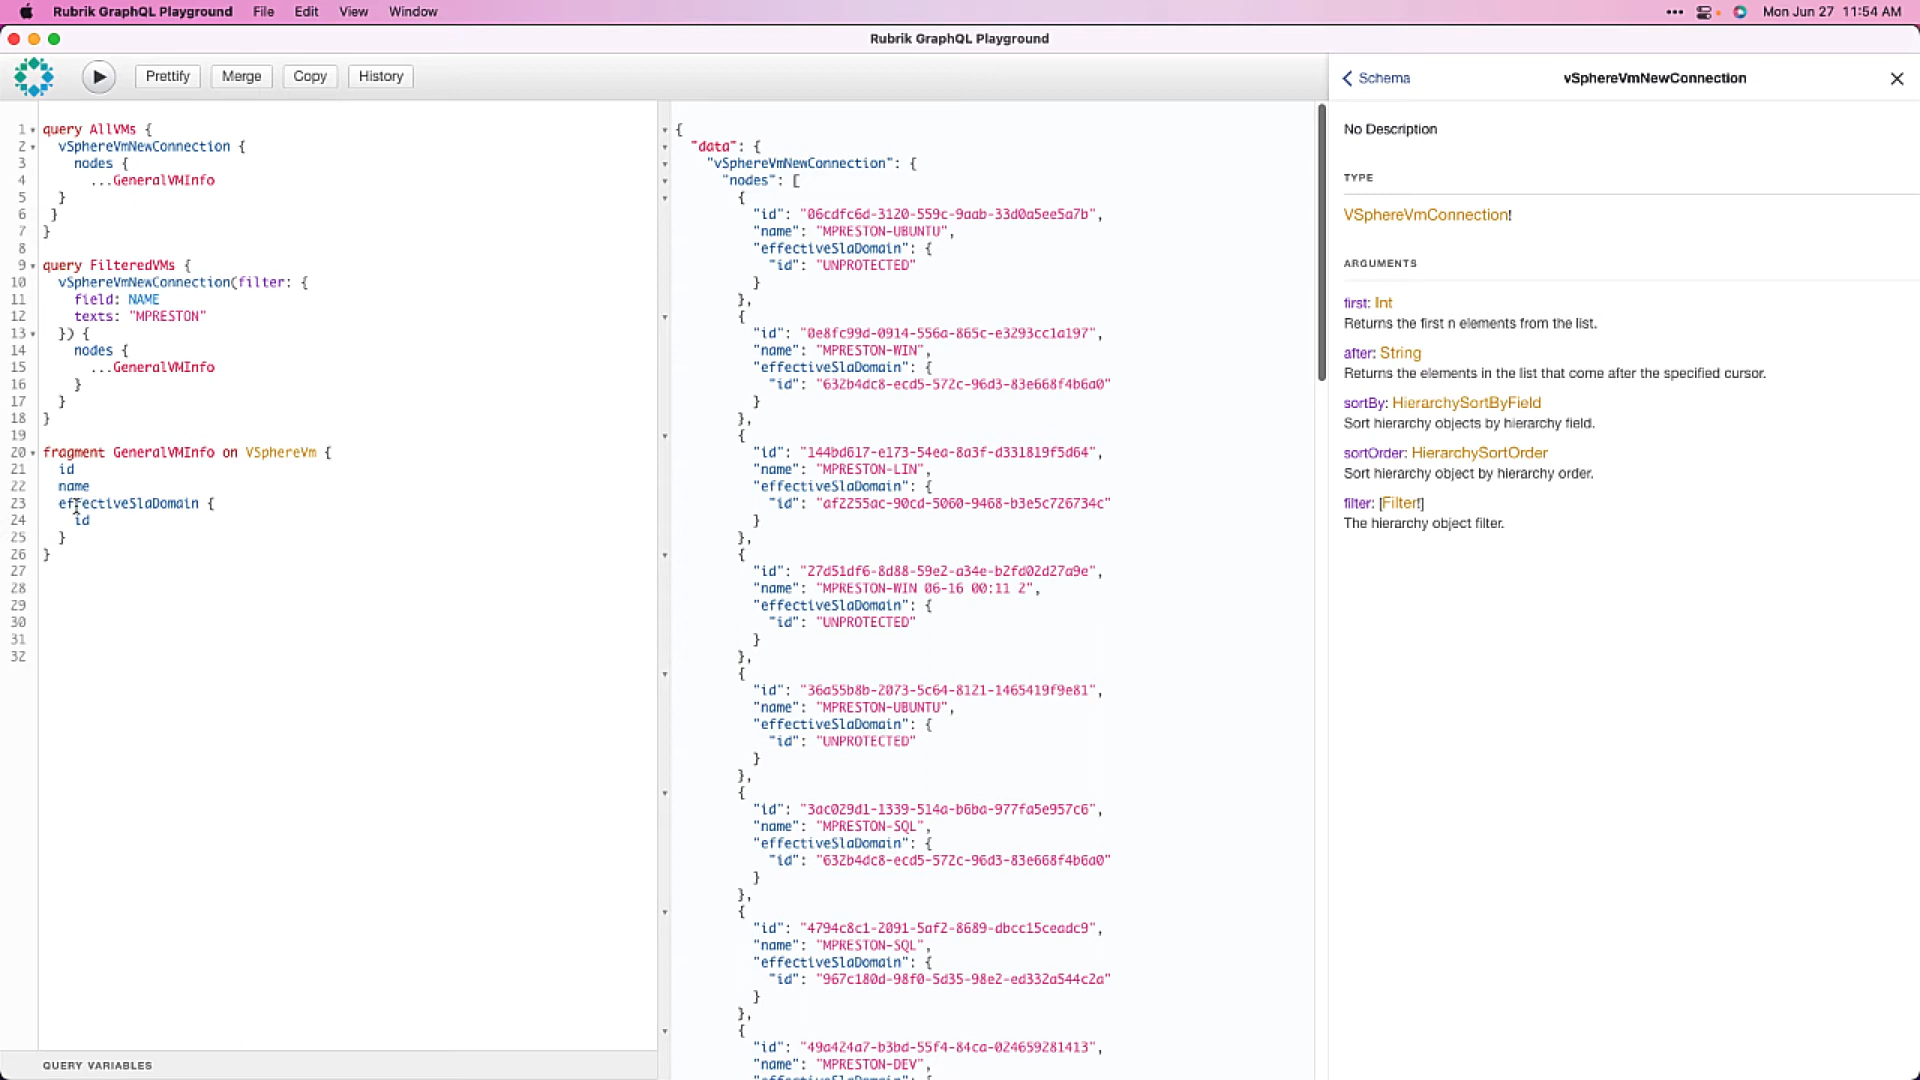 Rubrik GraphQL Playground File Edit View Window ••• Mon Jun 27 11:54 AM
Rubrik GraphQL Playground
Prettify Merge Copy History
Schema vSphereVmNewConnection
1 query AllVMs {
2 vSphereVmNewConnection {
3 nodes {
4 ...GeneralVMInfo
5 }
6 }
7 }
8
9 query FilteredVMs {
10 vSphereVmNewConnection(filter: {
11 field: NAME
12 texts: "MPRESTON"
13 }) {
14 nodes {
15 ...GeneralVMInfo
16 }
17 }
18 }
19
20 fragment GeneralVMInfo on VSphereVm {
21 id
22 name
23 effectiveSlaDomain {
24 id
25 }
26 }
27
28
29
30
31
32
QUERY VARIABLES
{
"data": {
"vSphereVmNewConnection": {
"nodes": [
{
"id": "06cdfc6d-3120-559c-9aab-33d0a5ee5a7b",
"name": "MPRESTON-UBUNTU",
"effectiveSlaDomain": {
"id": "UNPROTECTED"
}
},
{
"id": "0e8fc99d-0914-556a-865c-e3293cc1a197",
"name": "MPRESTON-WIN",
"effectiveSlaDomain": {
"id": "632b4dc8-ecd5-572c-96d3-83e668f4b6a0"
}
},
{
"id": "144bd617-e173-54ea-8a3f-d331819f5d64",
"name": "MPRESTON-LIN",
"effectiveSlaDomain": {
"id": "af2255ac-90cd-5060-9468-b3e5c726734c"
}
},
{
"id": "27d51df6-8d88-59e2-a34e-b2fd02d27a9e",
"name": "MPRESTON-WIN 06-16 00:11 2",
"effectiveSlaDomain": {
"id": "UNPROTECTED"
}
},
{
"id": "36a55b8b-2073-5c64-8121-1465419f9e81",
"name": "MPRESTON-UBUNTU",
"effectiveSlaDomain": {
"id": "UNPROTECTED"
}
},
{
"id": "3ac029d1-1339-514a-b6ba-977fa5e957c6",
"name": "MPRESTON-SQL",
"effectiveSlaDomain": {
"id": "632b4dc8-ecd5-572c-96d3-83e668f4b6a0"
}
},
{
"id": "4794c8c1-2091-5af2-8689-dbcc15ceadc9",
"name": "MPRESTON-SQL",
"effectiveSlaDomain": {
"id": "967c180d-98f0-5d35-98e2-ed332a544c2a"
}
},
{
"id": "49a424a7-b3bd-55f4-84ca-024659281413",
"name": "MPRESTON-DEV",
"effectiveSlaDomain": {
No Description
TYPE
VSphereVmConnection!
ARGUMENTS
first: Int
Returns the first n elements from the list.
after: String
Returns the elements in the list that come after the specified cursor.
sortBy: HierarchySortByField
Sort hierarchy objects by hierarchy field.
sortOrder: HierarchySortOrder
Sort hierarchy object by hierarchy order.
filter: [Filter!]
The hierarchy object filter.